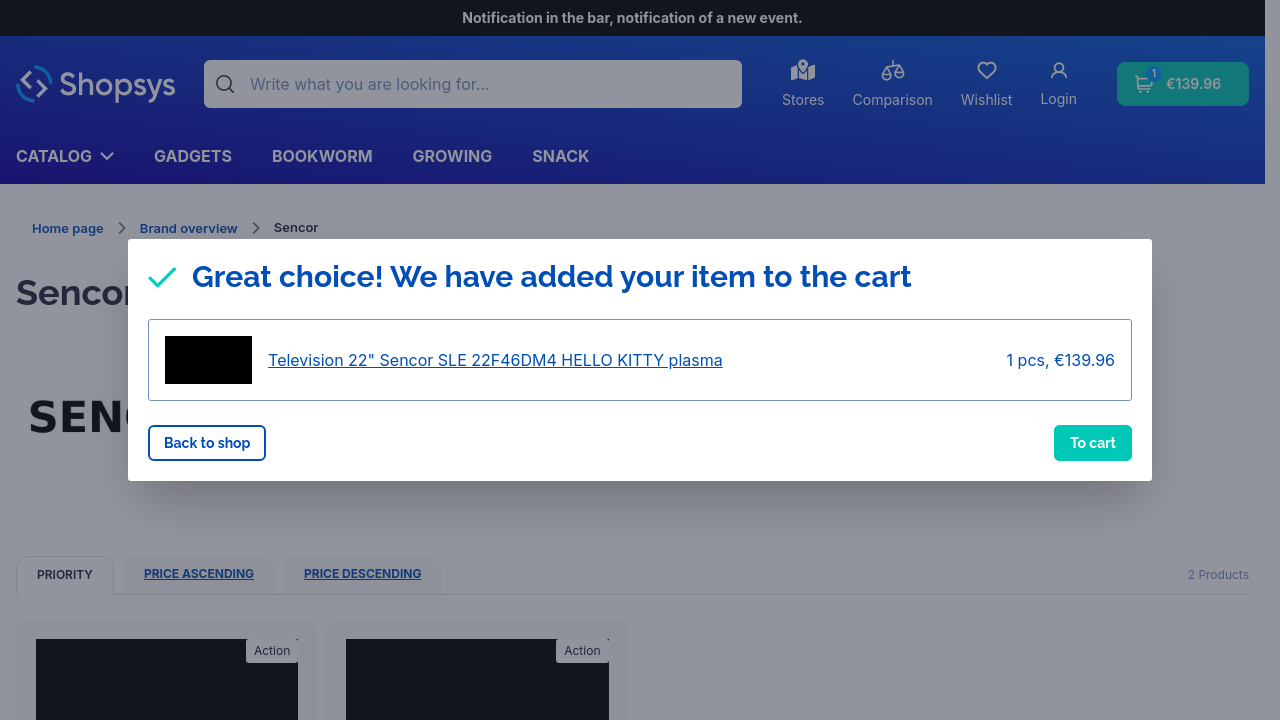 Notification in the bar, notification of a new event.
Shopsys
Write what you are looking for...
Stores
Comparison
Wishlist
Login
1
€139.96
CATALOG
GADGETS
BOOKWORM
GROWING
SNACK
Home page
Brand overview
Sencor
Sencor
Great choice! We have added your item to the cart
Television 22" Sencor SLE 22F46DM4 HELLO KITTY plasma
1 pcs, €139.96
SENC
Back to shop
To cart
PRIORITY
PRICE ASCENDING
PRICE DESCENDING
2 Products
Action
Action